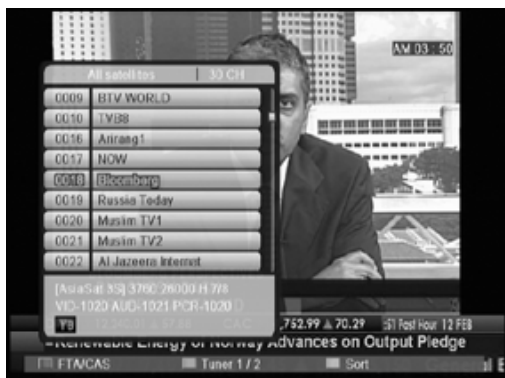 AM 03 : 50
All satellites 30 CH
0009 BTV WORLD
0010 TVB8
0016 Arirang1
0017 NOW
0018 Bloomberg
0019 Russia Today
0020 Muslim TV1
0021 Muslim TV2
0022 Al Jazeera Internat
[AsiaSat 3S] 3760 26000 H 7/8
VID-1020 AUD-1021 PCR-1020
,752.99 ▲ 70.29 Past Hour 12 FEB
Renewable Energy of Norway Advances on Output Pledge
FTA/CAS Tuner 1 / 2 Sort